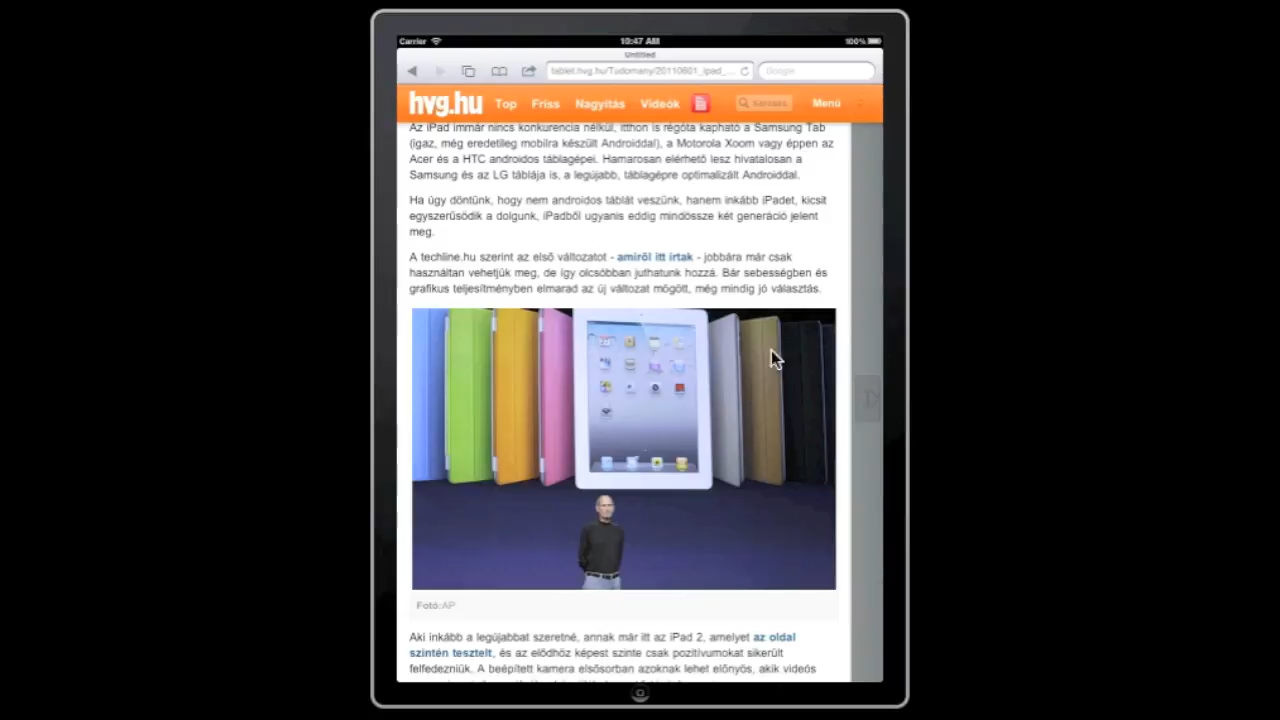 Carrier
10:47 AM
100%
Untitled
tablet.hvg.hu/Tudomany/20110601_ipad_...
Google
hvg.hu
Top
Friss
Nagyítás
Videók
Keresés
Menü
Az iPad immár nincs konkurencia nélkül, itthon is régóta kapható a Samsung Tab
(igaz, még eredetileg mobilra készült Androiddal), a Motorola Xoom vagy éppen az
Acer és a HTC androidos táblagépei. Hamarosan elérhető lesz hivatalosan a
Samsung és az LG táblája is, a legújabb, táblagépre optimalizált Androiddal.
Ha úgy döntünk, hogy nem androidos táblát veszünk, hanem inkább iPadet, kicsit
egyszerűsödik a dolgunk, iPadből ugyanis eddig mindössze két generáció jelent
meg.
A techline.hu szerint az első változatot - amiről itt írtak - jobbára már csak
használtan vehetjük meg, de így olcsóbban juthatunk hozzá. Bár sebességben és
grafikus teljesítményben elmarad az új változat mögött, még mindig jó választás.
Fotó:AP
Aki inkább a legújabbat szeretné, annak már itt az iPad 2, amelyet az oldal
szintén tesztelt, és az elődhöz képest szinte csak pozitívumokat sikerült
felfedezniük. A beépített kamera elsősorban azoknak lehet előnyös, akik videós